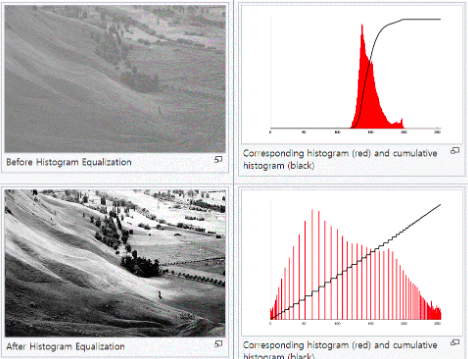 Before Histogram Equalization
Corresponding histogram (red) and cumulative
histogram (black)
After Histogram Equalization
Corresponding histogram (red) and cumulative
histogram (black)